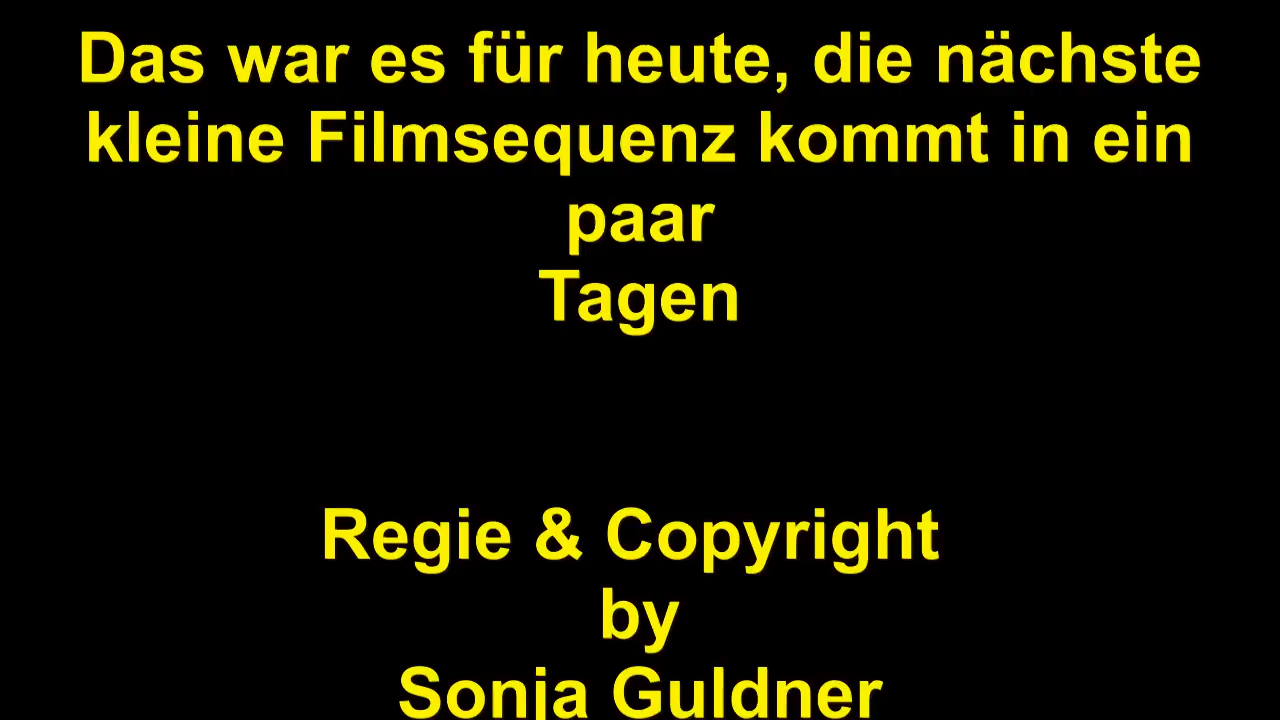 Das war es für heute, die nächste
kleine Filmsequenz kommt in ein
paar
Tagen
Regie & Copyright
by
Sonja Guldner